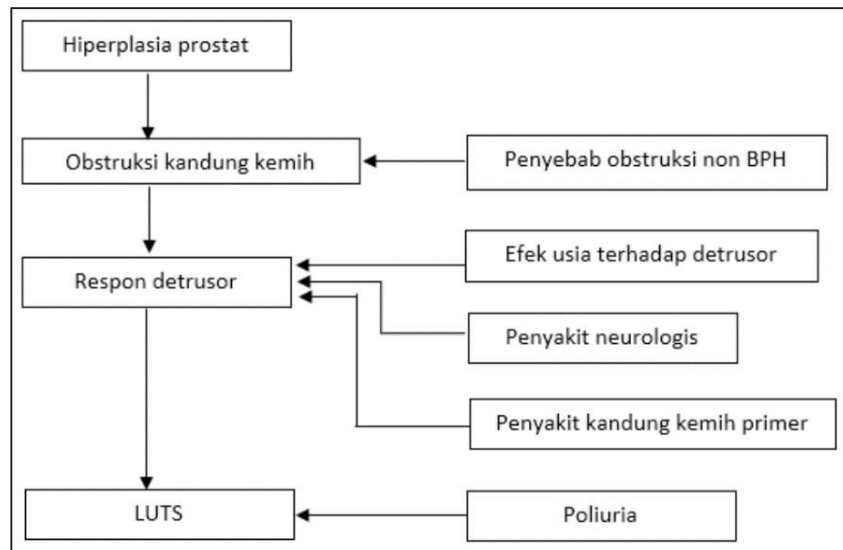 Hiperplasia prostat
Obstruksi kandung kemih
Penyebab obstruksi non BPH
Efek usia terhadap detrusor
Respon detrusor
Penyakit neurologis
Penyakit kandung kemih primer
LUTS
Poliuria